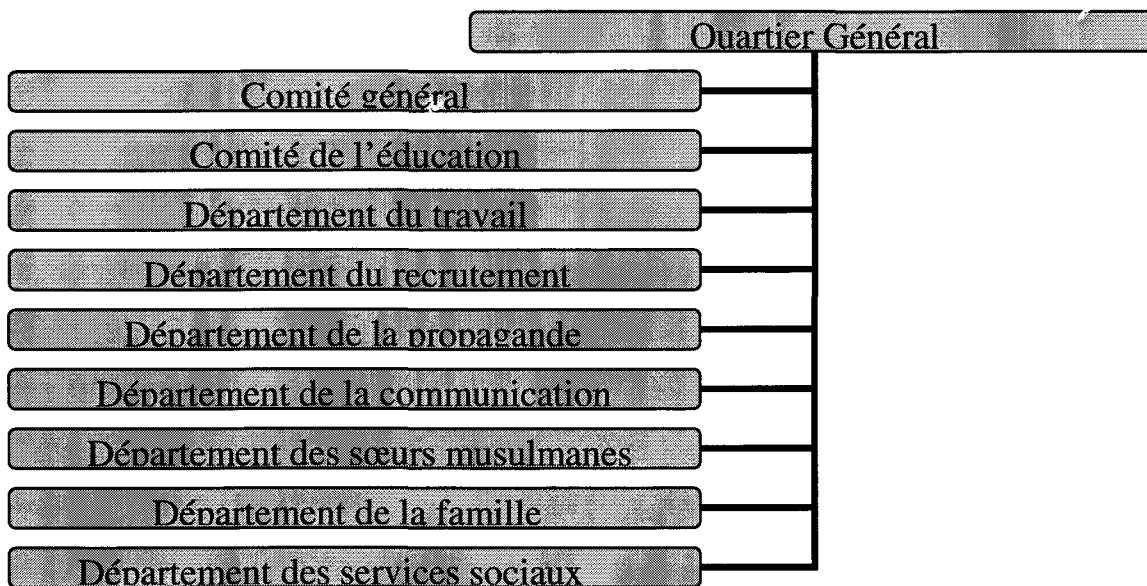 Quartier Général
Comité général
Comité de l'éducation
Département du travail
Département du recrutement
Département de la propagande
Département de la communication
Département des sœurs musulmanes
Département de la famille
Département des services sociaux